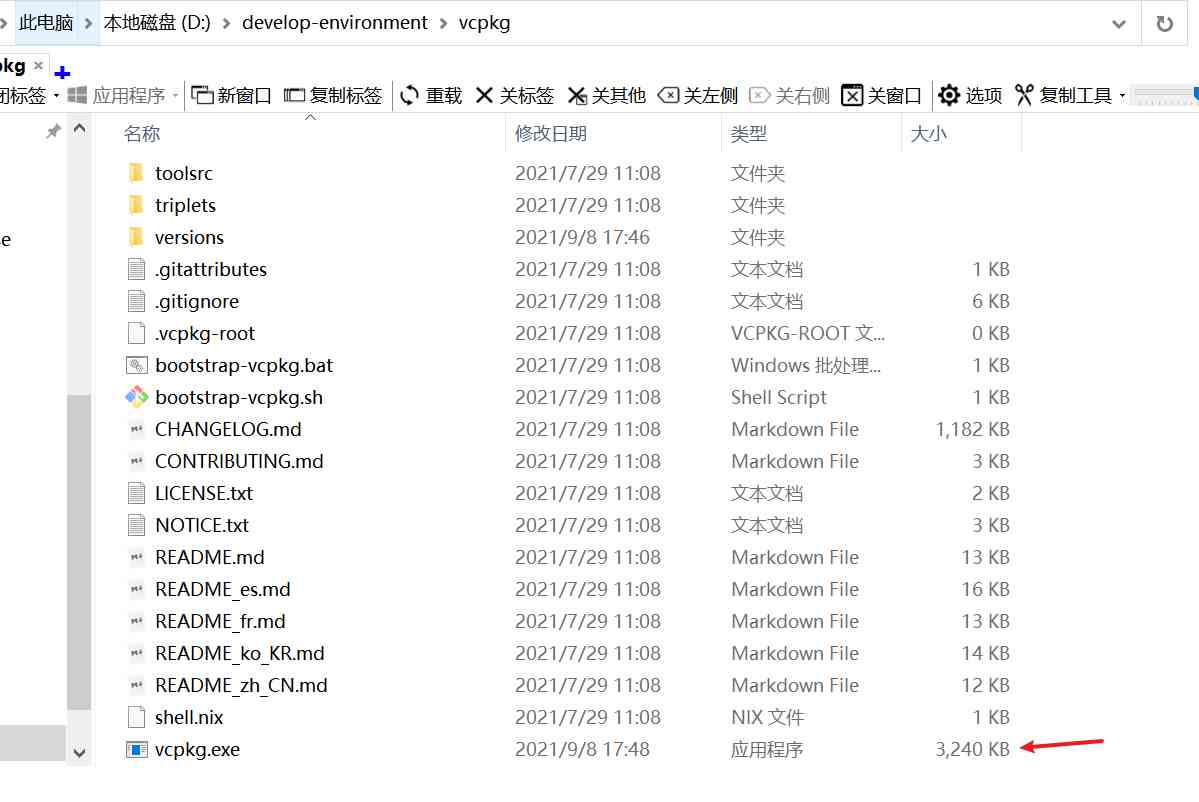 此电脑 > 本地磁盘 (D:) > develop-environment > vcpkg
kg ×
闭标签 应用程序 新窗口 复制标签 重载 关标签 关其他 关左侧 关右侧 关窗口 选项 复制工具
名称 修改日期 类型 大小
toolsrc 2021/7/29 11:08 文件夹
triplets 2021/7/29 11:08 文件夹
versions 2021/9/8 17:46 文件夹
e
.gitattributes 2021/7/29 11:08 文本文档 1 KB
.gitignore 2021/7/29 11:08 文本文档 6 KB
.vcpkg-root 2021/7/29 11:08 VCPKG-ROOT 文... 0 KB
bootstrap-vcpkg.bat 2021/7/29 11:08 Windows 批处理... 1 KB
bootstrap-vcpkg.sh 2021/7/29 11:08 Shell Script 1 KB
CHANGELOG.md 2021/7/29 11:08 Markdown File 1,182 KB
CONTRIBUTING.md 2021/7/29 11:08 Markdown File 3 KB
LICENSE.txt 2021/7/29 11:08 文本文档 2 KB
NOTICE.txt 2021/7/29 11:08 文本文档 3 KB
README.md 2021/7/29 11:08 Markdown File 13 KB
README_es.md 2021/7/29 11:08 Markdown File 16 KB
README_fr.md 2021/7/29 11:08 Markdown File 13 KB
README_ko_KR.md 2021/7/29 11:08 Markdown File 14 KB
README_zh_CN.md 2021/7/29 11:08 Markdown File 12 KB
shell.nix 2021/7/29 11:08 NIX 文件 1 KB
vcpkg.exe 2021/9/8 17:48 应用程序 3,240 KB